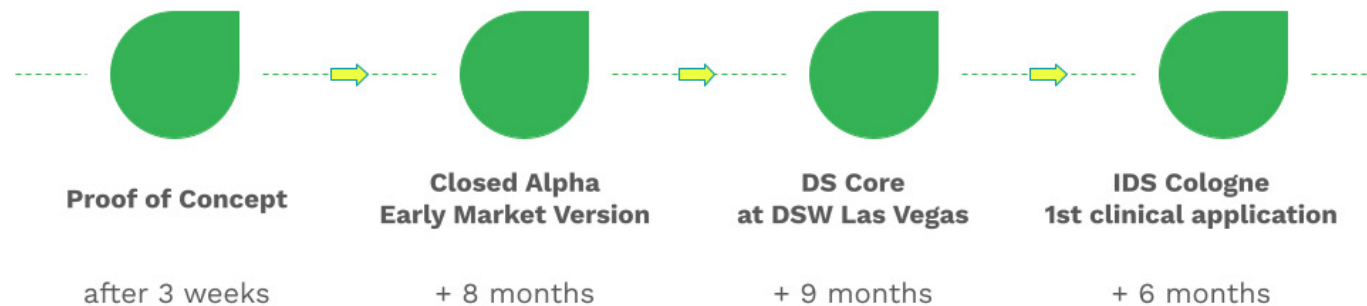 Proof of Concept
after 3 weeks
Closed Alpha
Early Market Version
+ 8 months
DS Core
at DSW Las Vegas
+ 9 months
IDS Cologne
1st clinical application
+ 6 months